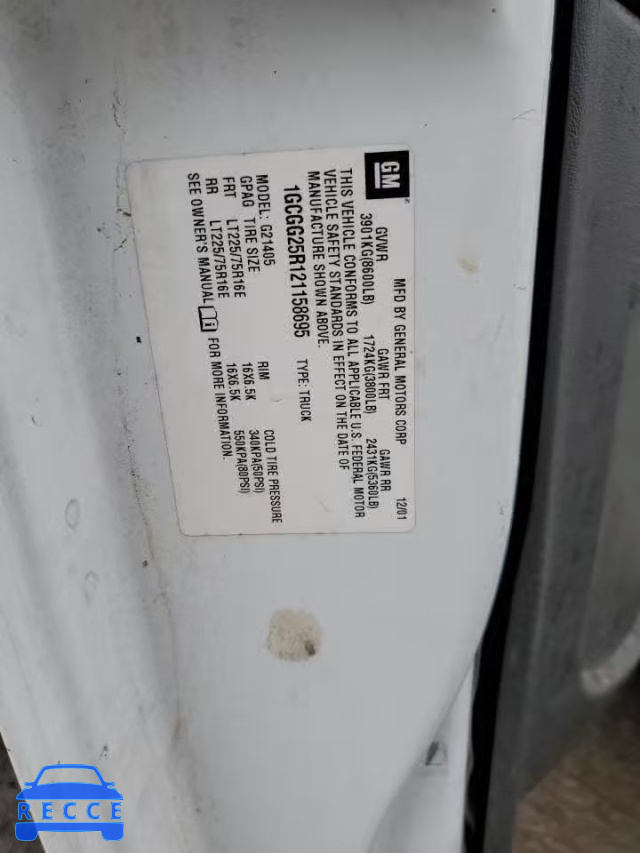 GM
MFD BY GENERAL MOTORS CORP 12/01
GVWR GAWR FRT GAWR RR
3901KG(8600LB) 1724KG(3800LB) 2431KG(5360LB)
THIS VEHICLE CONFORMS TO ALL APPLICABLE U.S. FEDERAL MOTOR
VEHICLE SAFETY STANDARDS IN EFFECT ON THE DATE OF
MANUFACTURE SHOWN ABOVE.
1GCGG25R121158695 TYPE: TRUCK
MODEL: G21405
GPAG TIRE SIZE RIM COLD TIRE PRESSURE
FRT LT225/75R16E 16X6.5K 340KPA(50PSI)
RR LT225/75R16E 16X6.5K 550KPA(80PSI)
SEE OWNER'S MANUAL FOR MORE INFORMATION.
RECCE